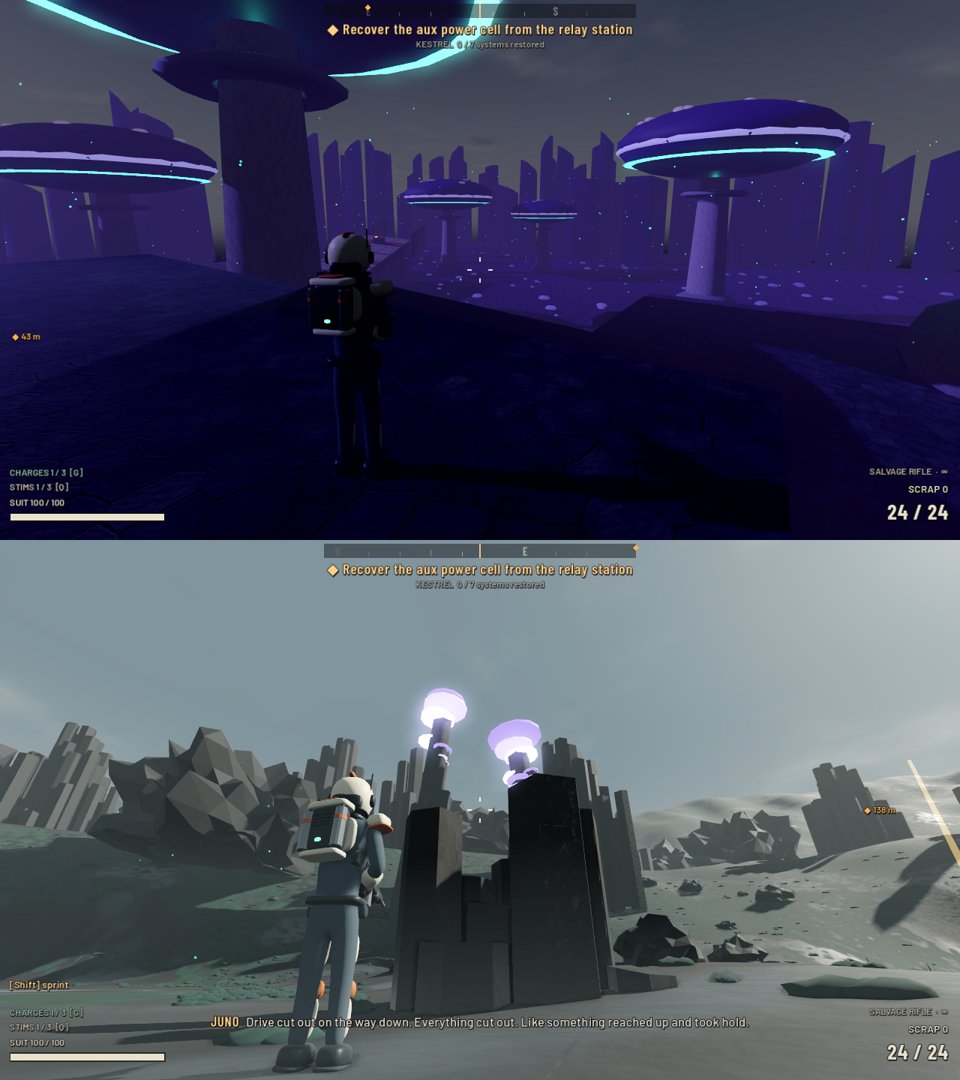 E S
Recover the aux power cell from the relay station
KESTREL 0 / 7 systems restored
43 m
CHARGES 1 / 3 [G]
STIMS 1 / 3 [Q]
SUIT 100 / 100
SALVAGE RIFLE · ∞
SCRAP 0
24 / 24
N E
Recover the aux power cell from the relay station
KESTREL 0 / 7 systems restored
138 m
[Shift] sprint
CHARGES 1 / 3 [G]
STIMS 1 / 3 [Q]
SUIT 100 / 100
JUNO Drive cut out on the way down. Everything cut out. Like something reached up and took hold.
SALVAGE RIFLE · ∞
SCRAP 0
24 / 24